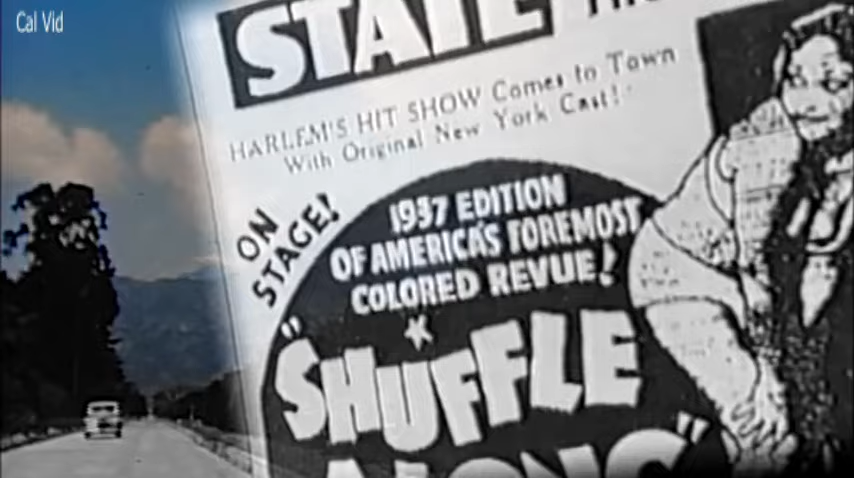 Cal Vid
STATE
HARLEM'S HIT SHOW Comes to Town
With Original New York Cast!
ON
STAGE!
1937 EDITION
OF AMERICA'S FOREMOST
COLORED REVUE!
"SHUFFLE
ALONG"